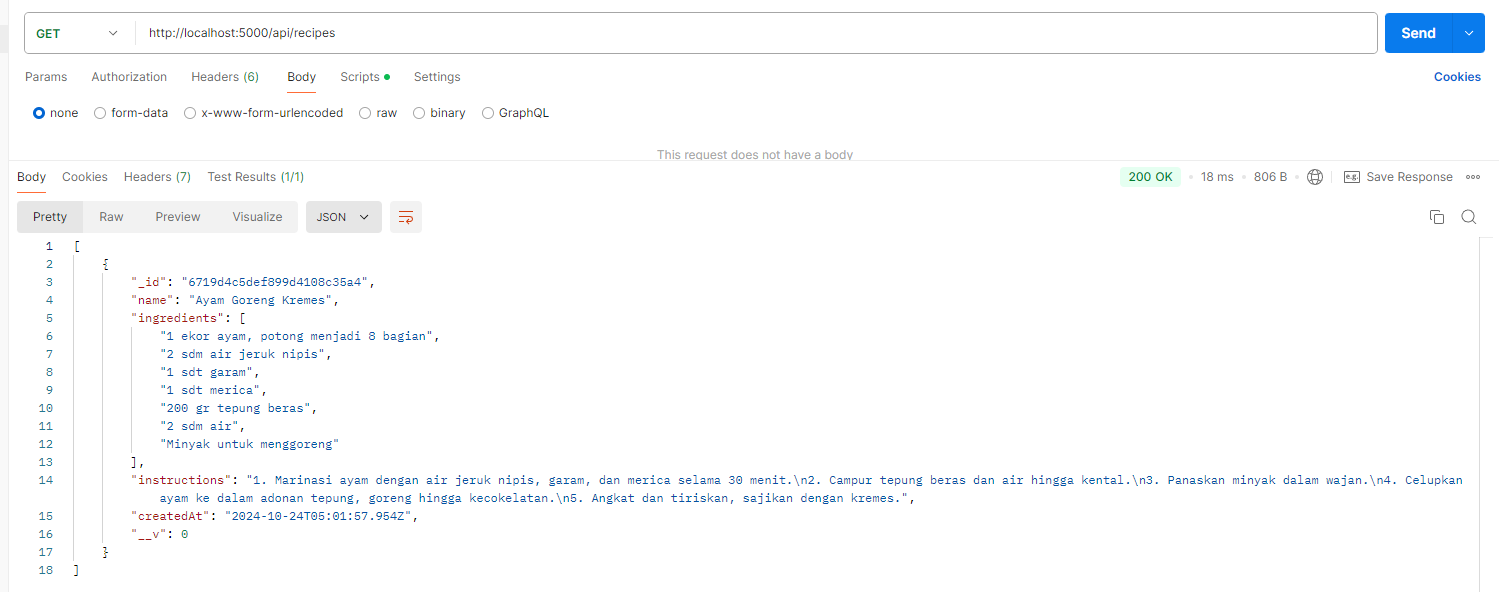 GET http://localhost:5000/api/recipes Send
Params Authorization Headers (6) Body Scripts Settings Cookies
none form-data x-www-form-urlencoded raw binary GraphQL
This request does not have a body
Body Cookies Headers (7) Test Results (1/1) 200 OK 18 ms 806 B e.g. Save Response
Pretty Raw Preview Visualize JSON
1 [
2 {
3 "_id": "6719d4c5def899d4108c35a4",
4 "name": "Ayam Goreng Kremes",
5 "ingredients": [
6 "1 ekor ayam, potong menjadi 8 bagian",
7 "2 sdm air jeruk nipis",
8 "1 sdt garam",
9 "1 sdt merica",
10 "200 gr tepung beras",
11 "2 sdm air",
12 "Minyak untuk menggoreng"
13 ],
14 "instructions": "1. Marinasi ayam dengan air jeruk nipis, garam, dan merica selama 30 menit.\n2. Campur tepung beras dan air hingga kental.\n3. Panaskan minyak dalam wajan.\n4. Celupkan
ayam ke dalam adonan tepung, goreng hingga kecokelatan.\n5. Angkat dan tiriskan, sajikan dengan kremes.",
15 "createdAt": "2024-10-24T05:01:57.954Z",
16 "__v": 0
17 }
18 ]